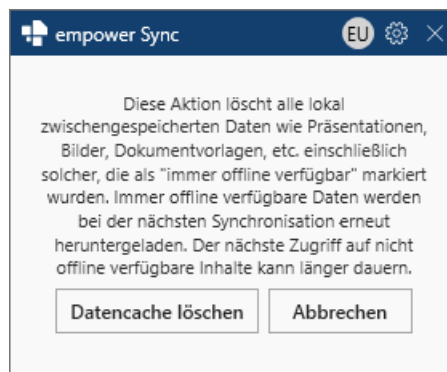 empower Sync EU
Diese Aktion löscht alle lokal
zwischengespeicherten Daten wie Präsentationen,
Bilder, Dokumentvorlagen, etc. einschließlich
solcher, die als "immer offline verfügbar" markiert
wurden. Immer offline verfügbare Daten werden
bei der nächsten Synchronisation erneut
heruntergeladen. Der nächste Zugriff auf nicht
offline verfügbare Inhalte kann länger dauern.
Datencache löschen Abbrechen